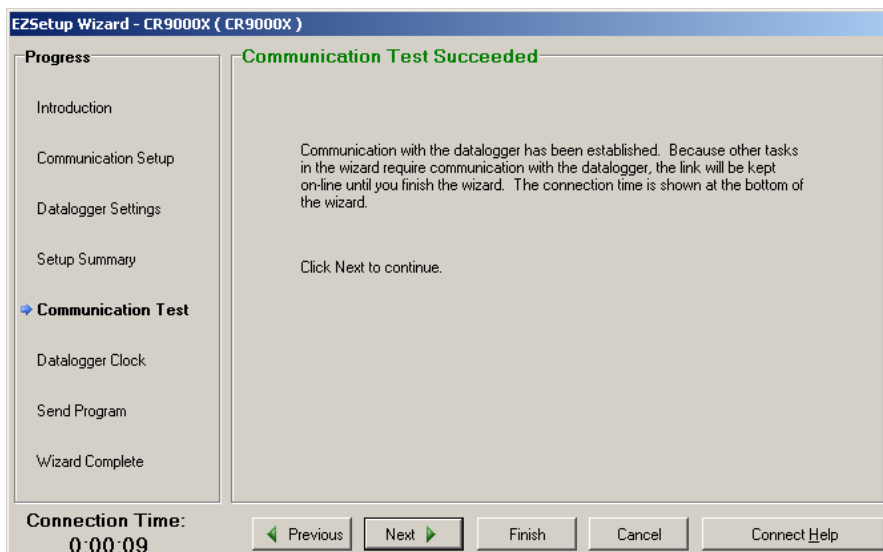 EZSetup Wizard - CR9000X ( CR9000X )
Progress
Introduction
Communication Setup
Datalogger Settings
Setup Summary
Communication Test
Datalogger Clock
Send Program
Wizard Complete
Communication Test Succeeded
Communication with the datalogger has been established.  Because other tasks
in the wizard require communication with the datalogger, the link will be kept
on-line until you finish the wizard.  The connection time is shown at the bottom of
the wizard.
Click Next to continue.
Connection Time:
0:00:09
Previous
Next
Finish
Cancel
Connect Help